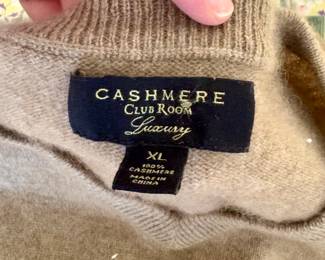 CASHMERE
CLUB ROOM
Luxury
XL
100%
CASHMERE
MADE IN
CHINA